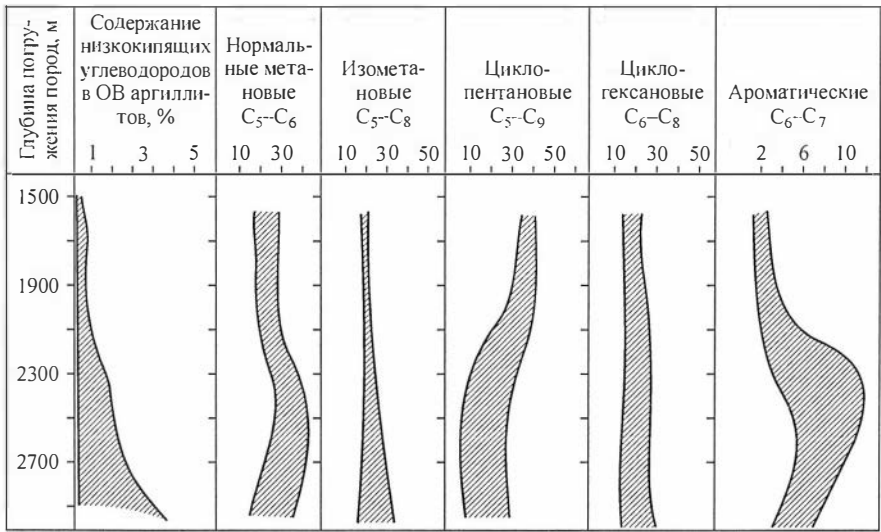 Глубина погру-
жения пород, м
Содержание
низкокипящих
углеводородов
в ОВ аргилли-
тов, %
1 3 5
Нормаль-
ные мета-
новые
C₅--C₆
10 30
Изомета-
новые
C₅--C₈
10 30 50
Цикло-
пентановые
C₅--C₉
10 30 50
Цикло-
гексановые
C₆–C₈
10 30 50
Ароматические
C₆--C₇
2 6 10
1500
1900
2300
2700